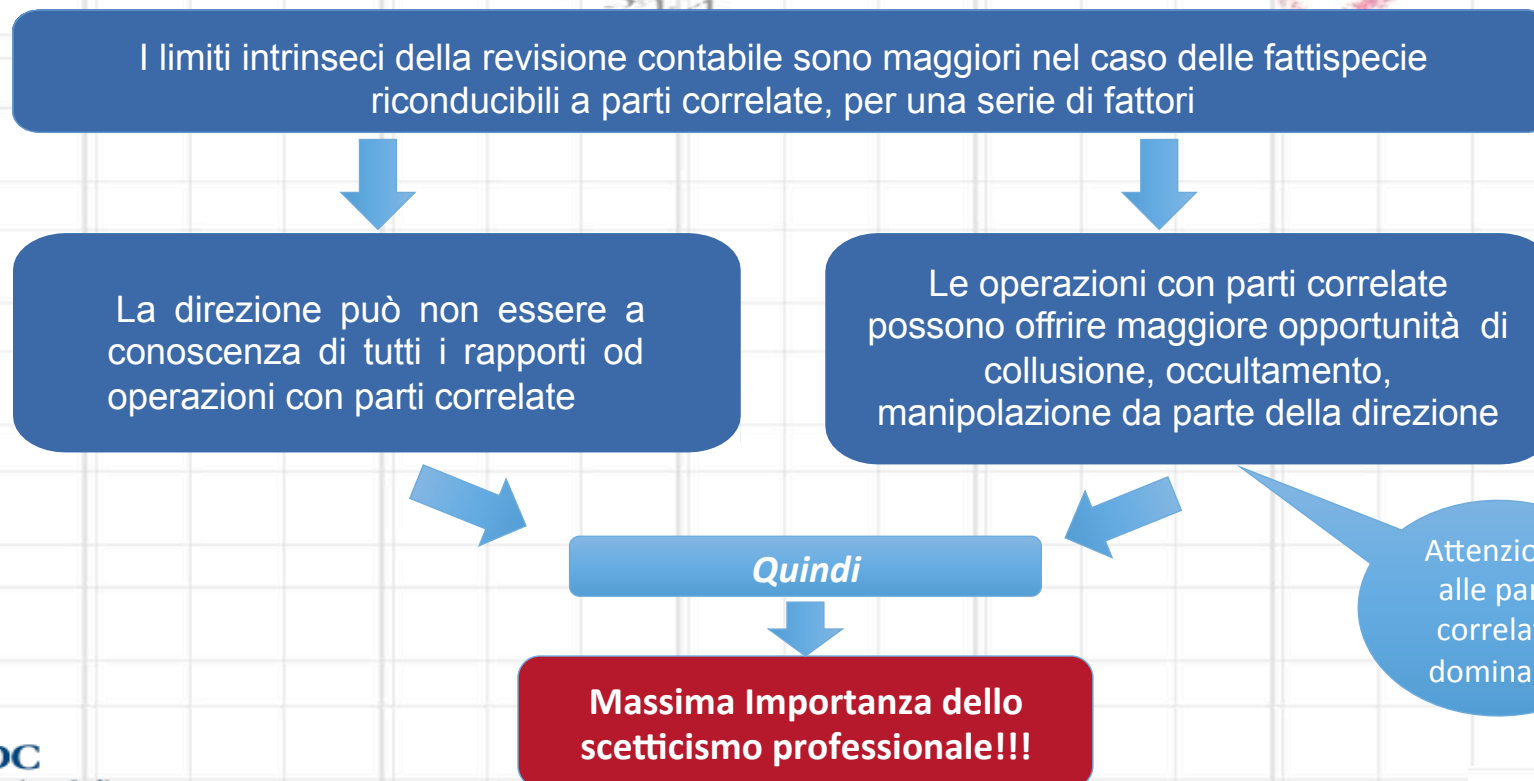 I limiti intrinseci della revisione contabile sono maggiori nel caso delle fattispecie
riconducibili a parti correlate, per una serie di fattori
La direzione può non essere a
conoscenza di tutti i rapporti od
operazioni con parti correlate
Le operazioni con parti correlate
possono offrire maggiore opportunità di
collusione, occultamento,
manipolazione da parte della direzione
Quindi
alle
Massima Importanza dello
scetticismo professionale!!!